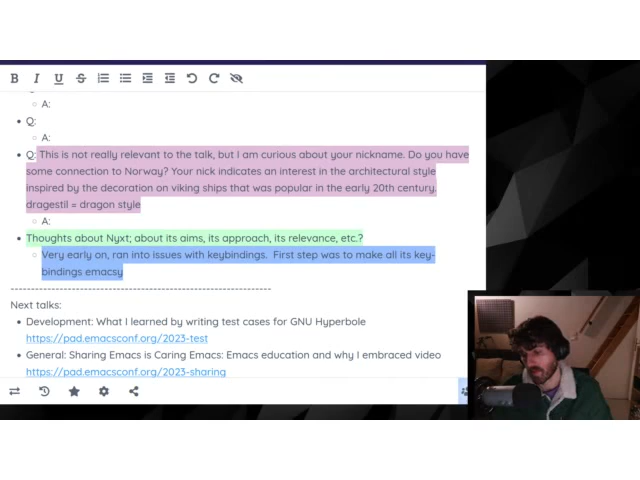 B I U S
A:
Q:
A:
Q: This is not really relevant to the talk, but I am curious about your nickname. Do you have
some connection to Norway? Your nick indicates an interest in the architectural style
inspired by the decoration on viking ships that was popular in the early 20th century.
dragestil = dragon style
A:
Thoughts about Nyxt; about its aims, its approach, its relevance, etc.?
Very early on, ran into issues with keybindings. First step was to make all its key-
bindings emacsy
----------------------------------------------------------------
Next talks:
Development: What I learned by writing test cases for GNU Hyperbole
https://pad.emacsconf.org/2023-test
General: Sharing Emacs is Caring Emacs: Emacs education and why I embraced video
https://pad.emacsconf.org/2023-sharing